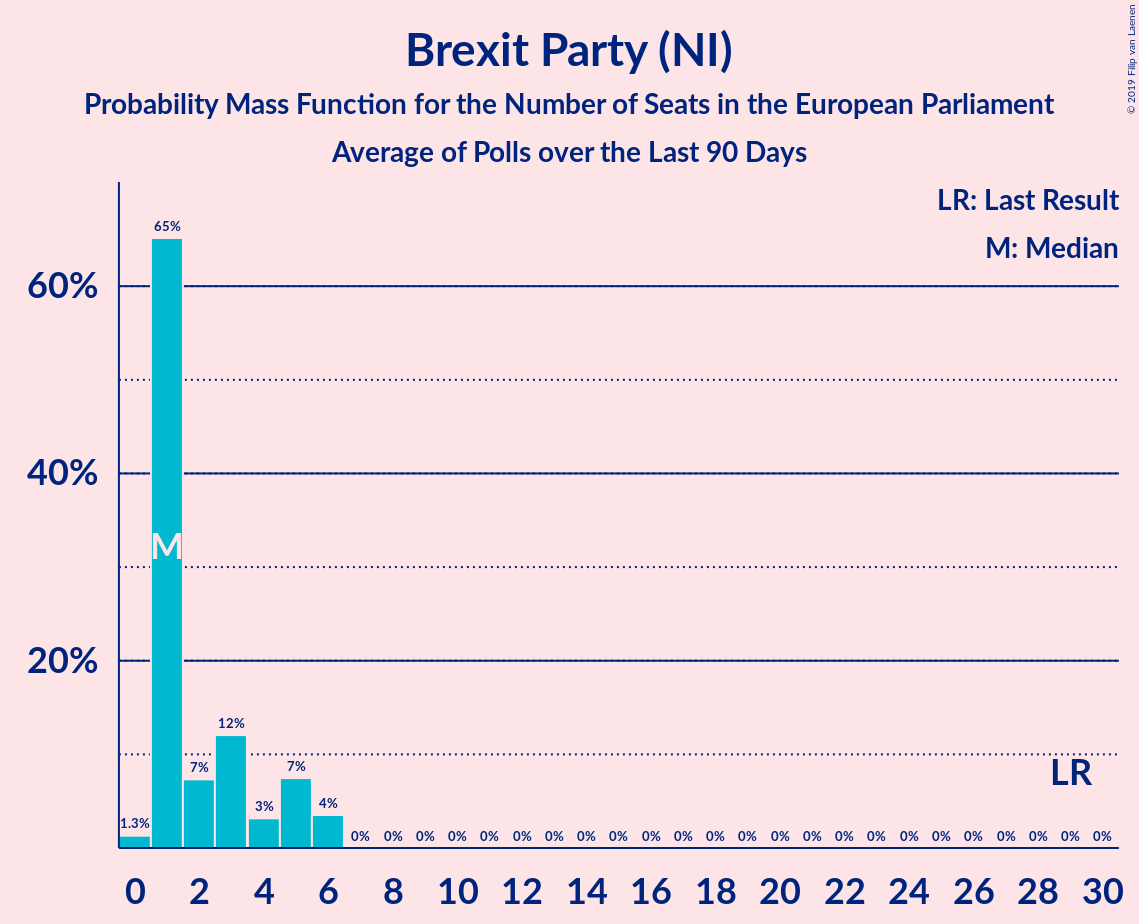 Brexit Party (NI)
Probability Mass Function for the Number of Seats in the European Parliament
Average of Polls over the Last 90 Days
© 2019 Filip van Laenen
LR: Last Result
M: Median
60%
40%
20%
1.3%
65%
M
7%
12%
3%
7%
4%
0% 0% 0% 0% 0% 0% 0% 0% 0% 0% 0% 0% 0% 0% 0% 0% 0% 0% 0% 0% 0% 0% 0% 0%
LR
0 2 4 6 8 10 12 14 16 18 20 22 24 26 28 30